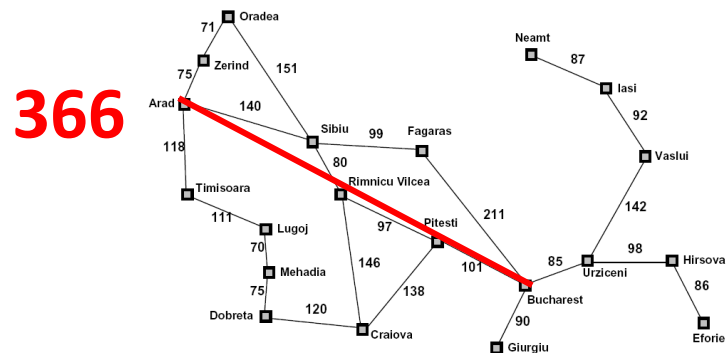 71
Oradea
Neamt
87
Zerind
75
151
Iasi
366
Arad
140
92
Sibiu
99
Fagaras
118
80
Vaslui
Rimnicu Vilcea
Timisoara
111
211
142
Lugoj
97
Pitesti
70
98
Hirsova
146
101
85
Mehadia
Urziceni
75
138
86
120
Bucharest
Dobreta
90
Craiova
Eforie
Giurgiu